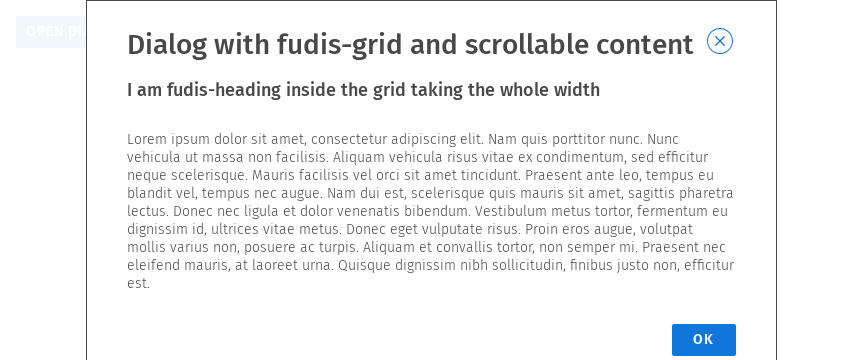 OPEN DI
Dialog with fudis-grid and scrollable content
I am fudis-heading inside the grid taking the whole width
Lorem ipsum dolor sit amet, consectetur adipiscing elit. Nam quis porttitor nunc. Nunc
vehicula ut massa non facilisis. Aliquam vehicula risus vitae ex condimentum, sed efficitur
neque scelerisque. Mauris facilisis vel orci sit amet tincidunt. Praesent ante leo, tempus eu
blandit vel, tempus nec augue. Nam dui est, scelerisque quis mauris sit amet, sagittis pharetra
lectus. Donec nec ligula et dolor venenatis bibendum. Vestibulum metus tortor, fermentum eu
dignissim id, ultrices vitae metus. Donec eget vulputate risus. Proin eros augue, volutpat
mollis varius non, posuere ac turpis. Aliquam et convallis tortor, non semper mi. Praesent nec
eleifend mauris, at laoreet urna. Quisque dignissim nibh sollicitudin, finibus justo non, efficitur
est.
OK